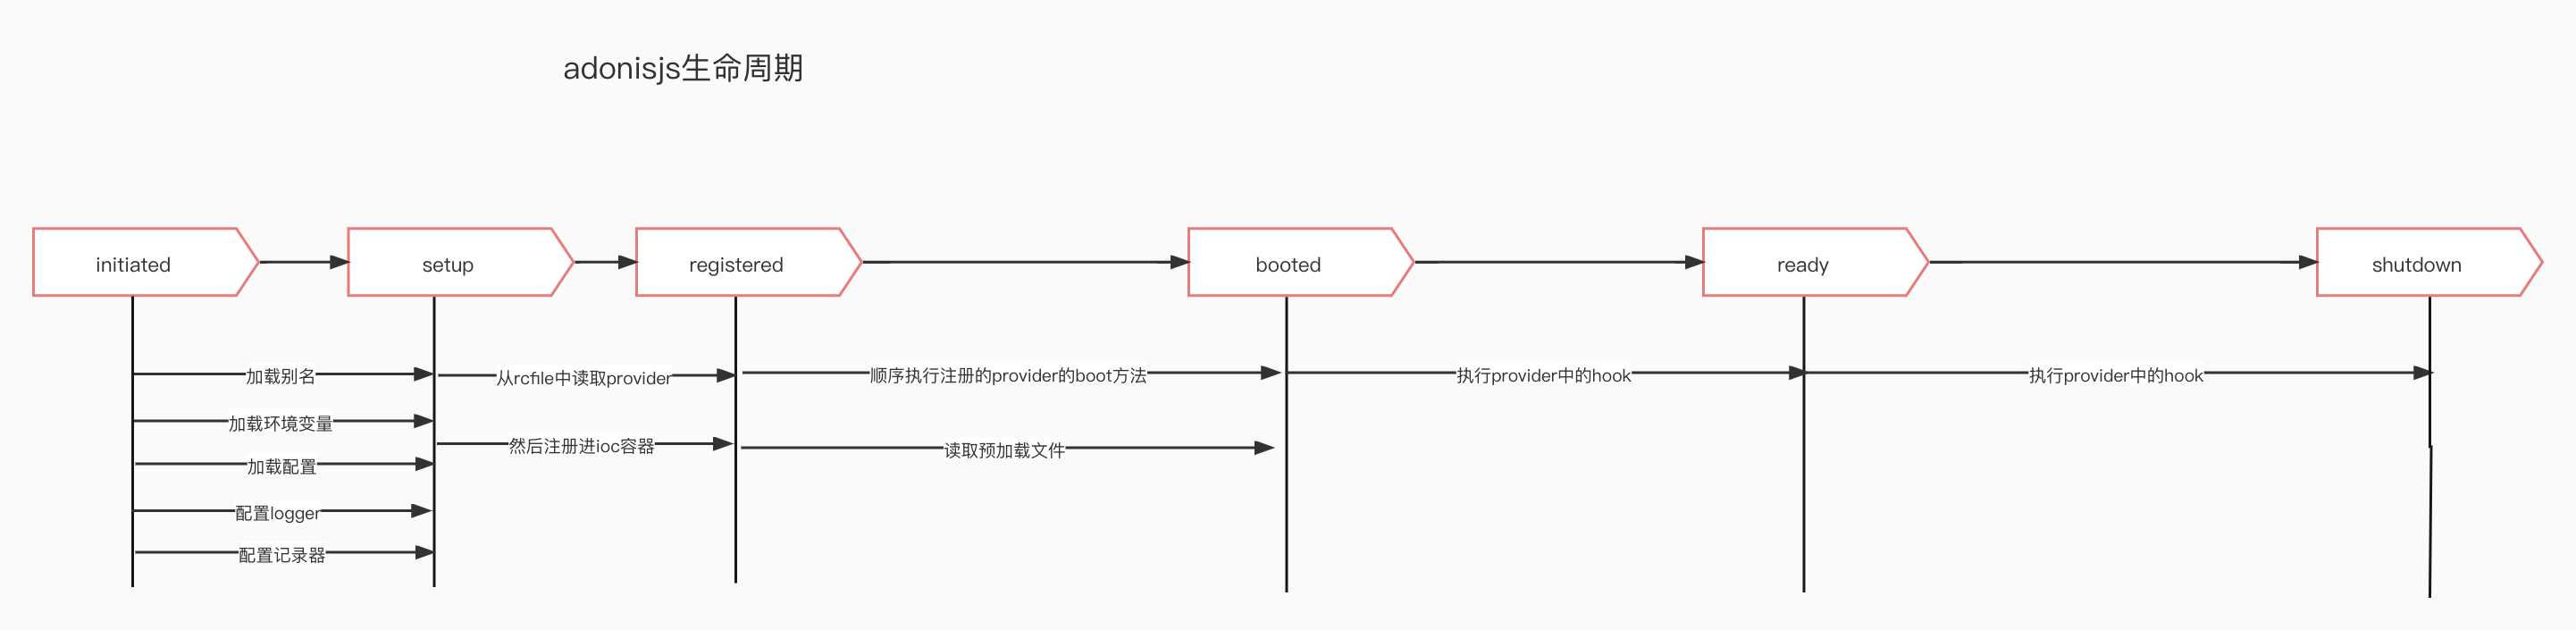 adonisjs生命周期
initiated
setup
registered
booted
ready
shutdown
加载别名
从rcfile中读取provider
顺序执行注册的provider的boot方法
执行provider中的hook
执行provider中的hook
加载环境变量
然后注册进ioc容器
读取预加载文件
加载配置
配置logger
配置记录器